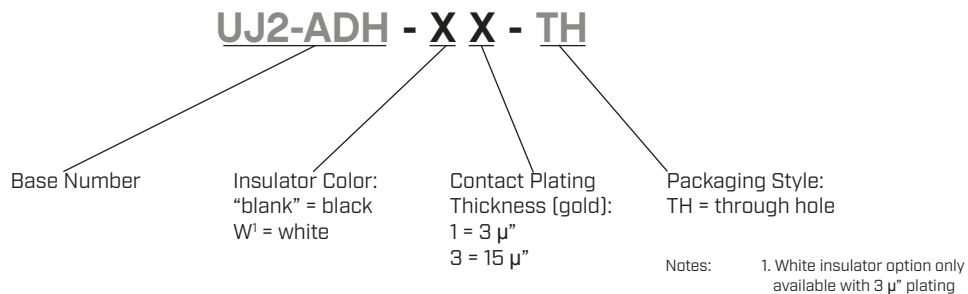 UJ2-ADH - X X - TH
Base Number
Insulator Color:
“blank” = black
W¹ = white
Contact Plating
Thickness (gold):
1 = 3 µ”
3 = 15 µ”
Packaging Style:
TH = through hole
Notes: 1. White insulator option only
available with 3 µ” plating